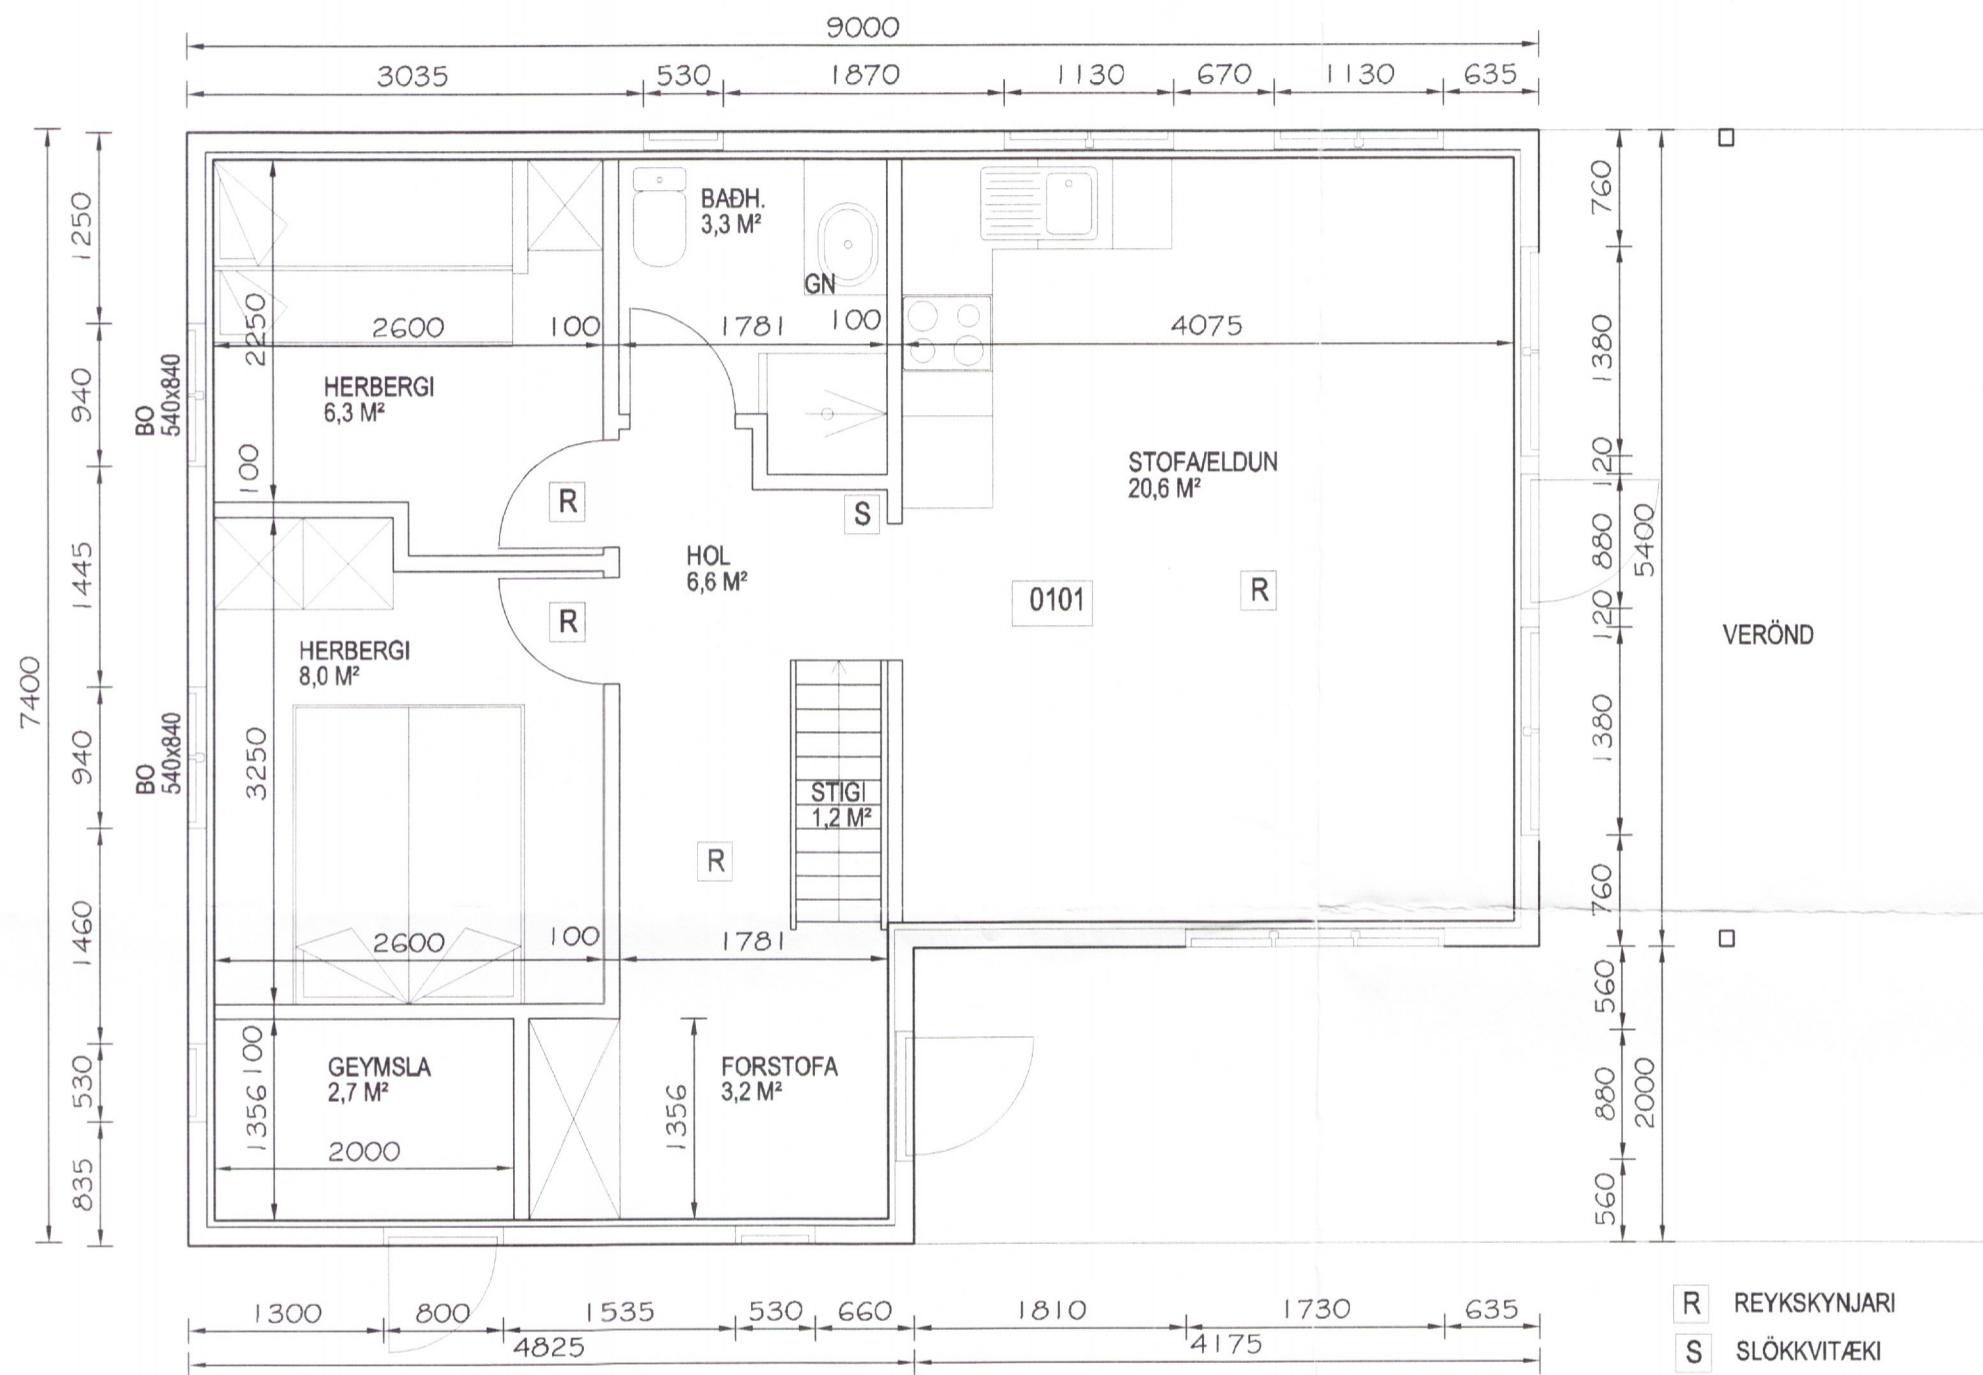 9000
3035 530 1870 1130 670 1130 635
7400
1250
940
1445
940
1460
530
835
BO
540x840
BO
540x840
BAÐH.
3,3 M²
GN
2250
2600 100 1781 100 4075
HERBERGI
6,3 M²
100
R
S
HOL
6,6 M²
STOFA/ELDUN
20,6 M²
0101
R
R
HERBERGI
8,0 M²
3250
STIGI
1,2 M²
R
2600 100 1781
100
GEYMSLA
2,7 M²
1356
2000
FORSTOFA
3,2 M²
1356
760
1380
120
880
120
1380
760
5400
560
880
560
2000
VERÖND
1300 800 1535 530 660 1810 1730 635
4825 4175
R REYKSKYNJARI
S SLÖKKVITÆKI